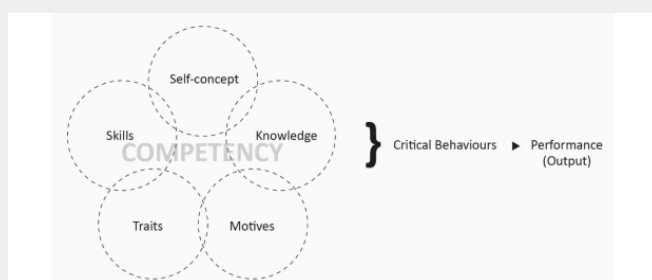 Self-concept
Skills
Knowledge
COMPETENCY
Traits
Motives
} Critical Behaviours ▶ Performance
(Output)